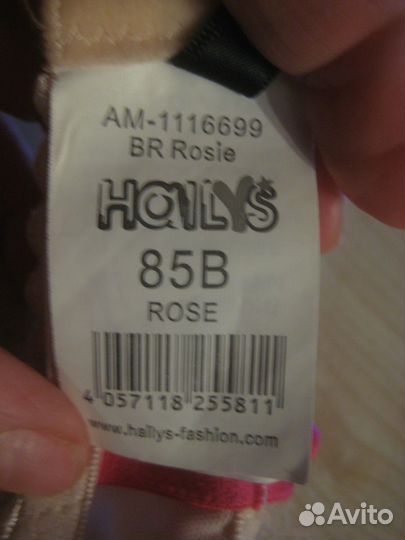 AM-1116699
BR Rosie
HaiLYS
85B
ROSE
4 057118 255811
www.hailys-fashion.com
Avito